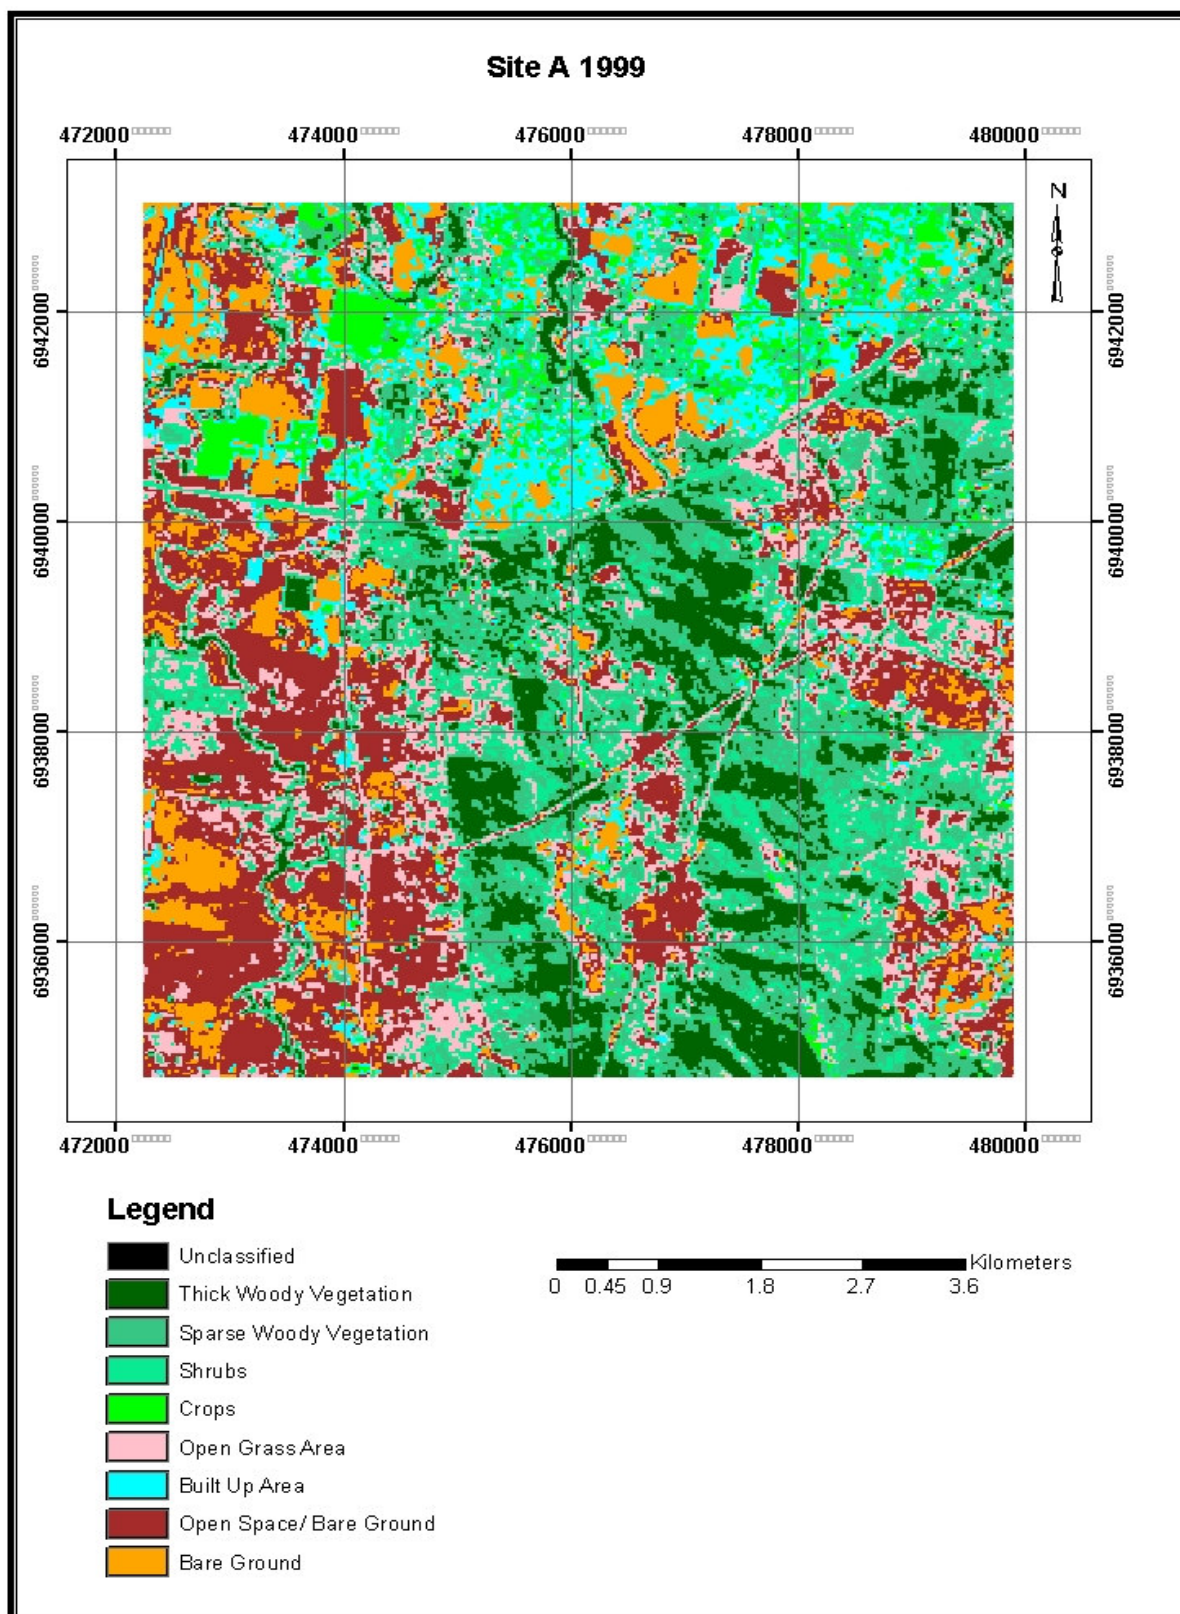 Site A 1999
472000 474000 476000 478000 480000
N
6942000 6942000
6940000 6940000
6938000 6938000
6936000 6936000
472000 474000 476000 478000 480000
Legend
Unclassified
Thick Woody Vegetation
Sparse Woody Vegetation
Shrubs
Crops
Open Grass Area
Built Up Area
Open Space/ Bare Ground
Bare Ground
Kilometers
0 0.45 0.9 1.8 2.7 3.6